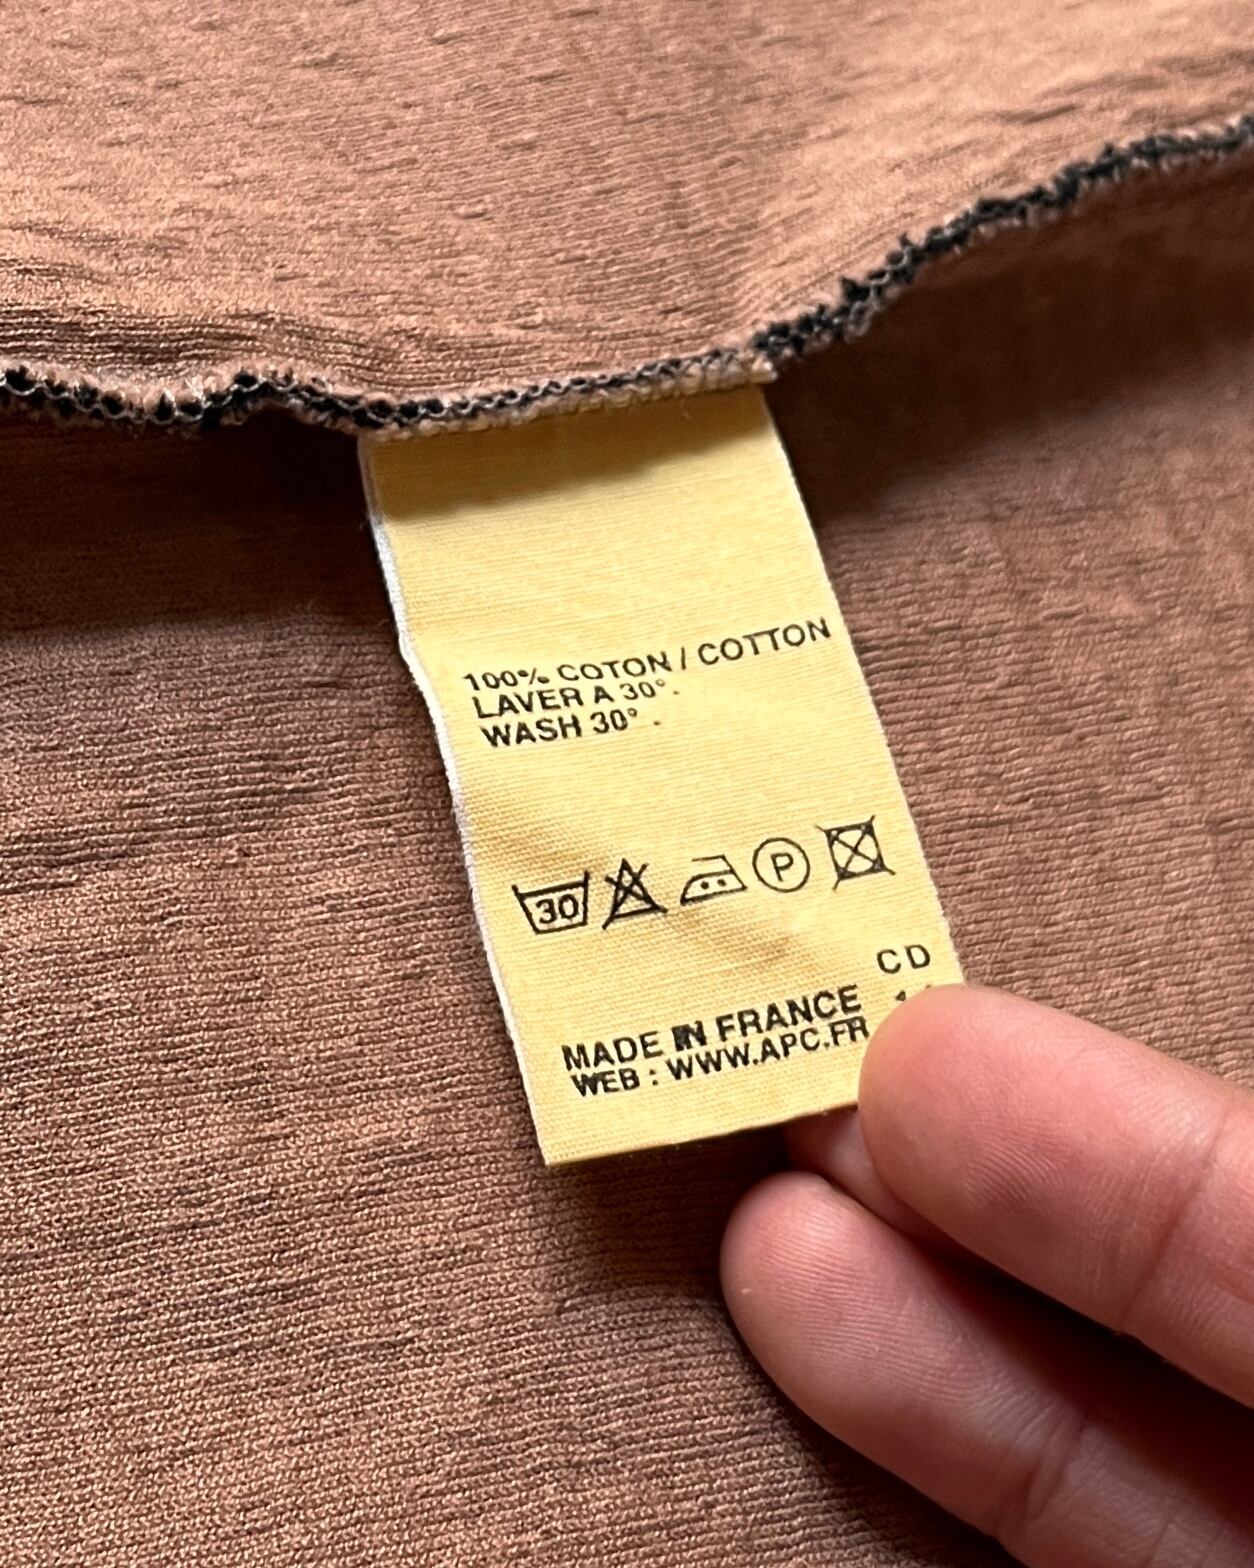 100% COTON / COTTON
LAVER A 30°.
WASH 30° .
30
P
CD
MADE IN FRANCE
WEB : WWW.APC.FR